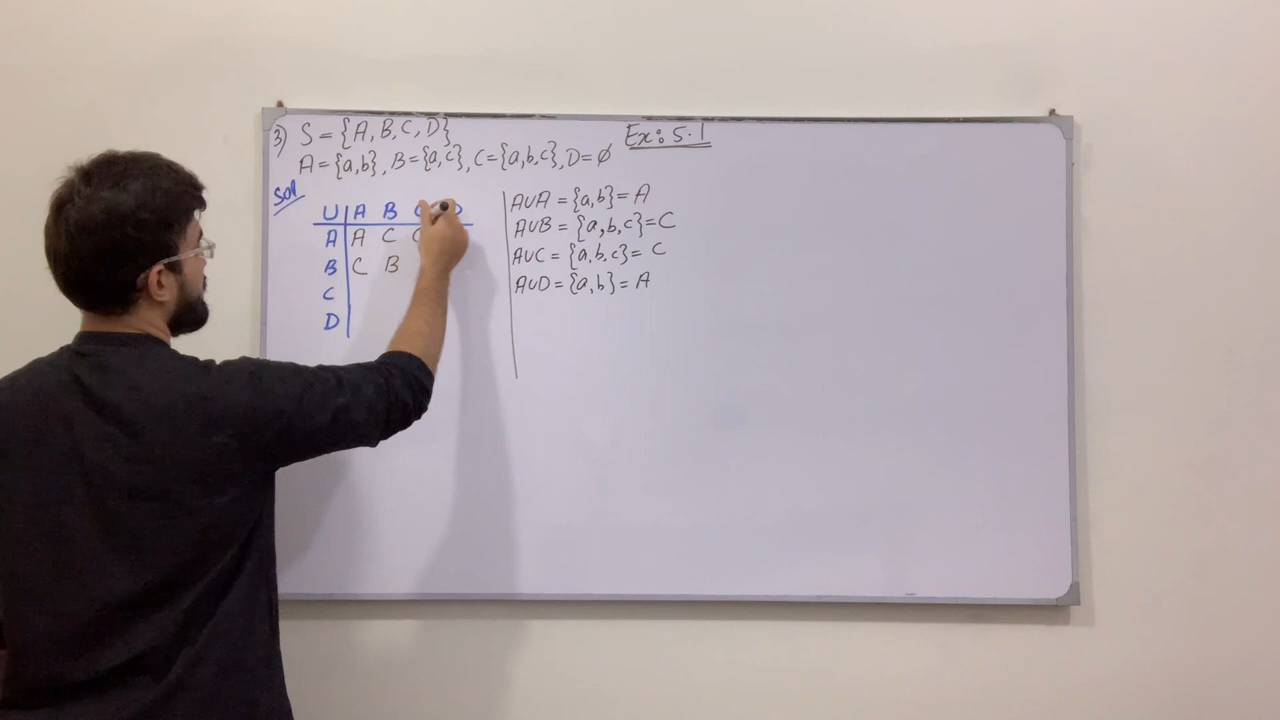 3) S = {A, B, C, D}
Ex: 5.1
A = {a,b}, B = {a,c}, C = {a,b,c}, D = ∅
Sol
U A B
A A C
B C B
C
D
A∪A = {a,b} = A
A∪B = {a,b,c} = C
A∪C = {a,b,c} = C
A∪D = {a,b} = A